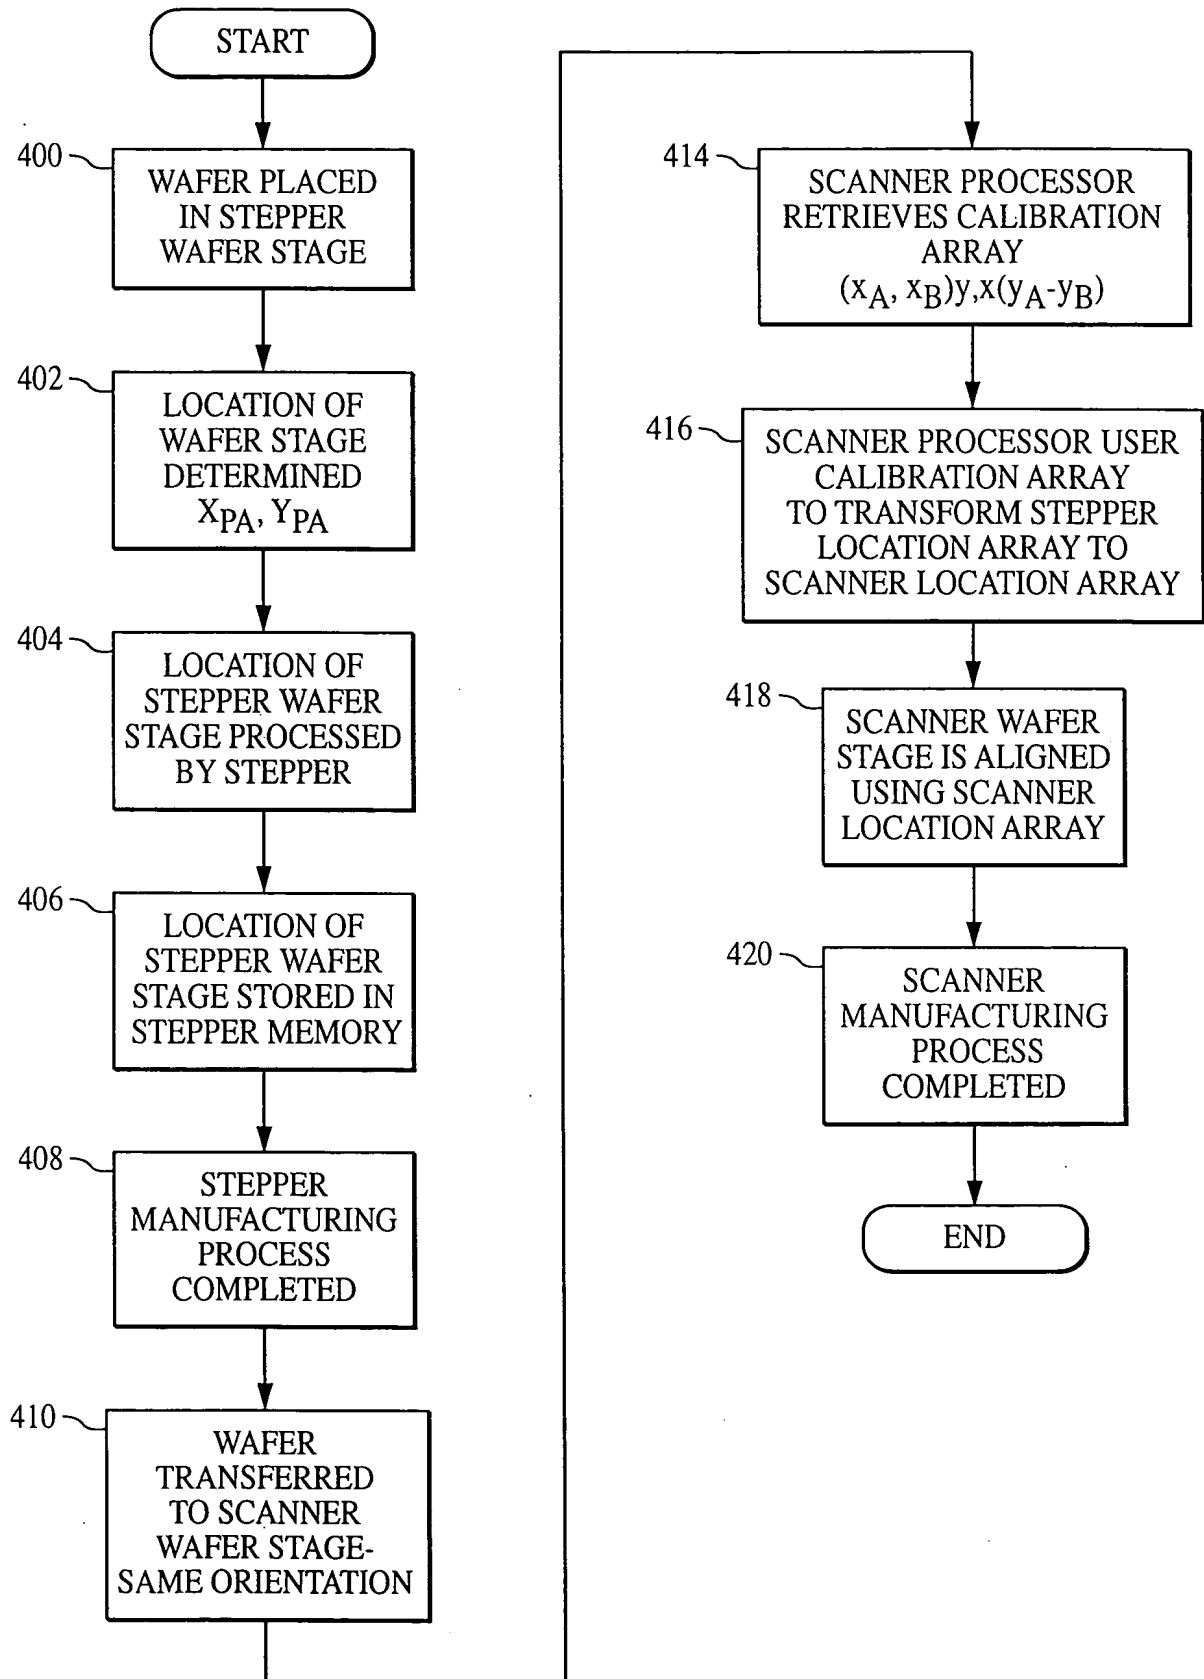 START
400
WAFER PLACED
IN STEPPER
WAFER STAGE
402
LOCATION OF
WAFER STAGE
DETERMINED
XPA, YPA
404
LOCATION OF
STEPPER WAFER
STAGE PROCESSED
BY STEPPER
406
LOCATION OF
STEPPER WAFER
STAGE STORED IN
STEPPER MEMORY
408
STEPPER
MANUFACTURING
PROCESS
COMPLETED
410
WAFER
TRANSFERRED
TO SCANNER
WAFER STAGE-
SAME ORIENTATION
414
SCANNER PROCESSOR
RETRIEVES CALIBRATION
ARRAY
(xA, xB)y,x(yA-yB)
416
SCANNER PROCESSOR USER
CALIBRATION ARRAY
TO TRANSFORM STEPPER
LOCATION ARRAY TO
SCANNER LOCATION ARRAY
418
SCANNER WAFER
STAGE IS ALIGNED
USING SCANNER
LOCATION ARRAY
420
SCANNER
MANUFACTURING
PROCESS
COMPLETED
END